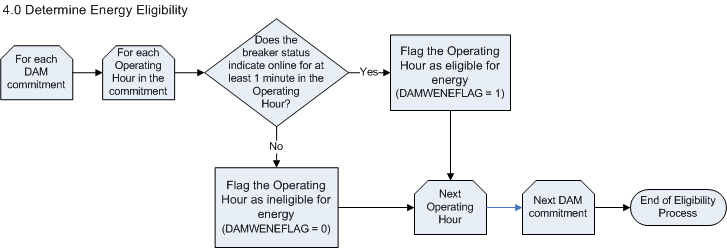 4.0 Determine Energy Eligibility
For each
DAM
commitment
For each
Operating
Hour in the
commitment
Does the
breaker status
indicate online for at
least 1 minute in the
Operating
Hour?
Yes
Flag the Operating
Hour as eligible for
energy
(DAMWENEFLAG = 1)
No
Flag the Operating
Hour as ineligible for
energy
(DAMWENEFLAG = 0)
Next
Operating
Hour
Next DAM
commitment
End of Eligibility
Process